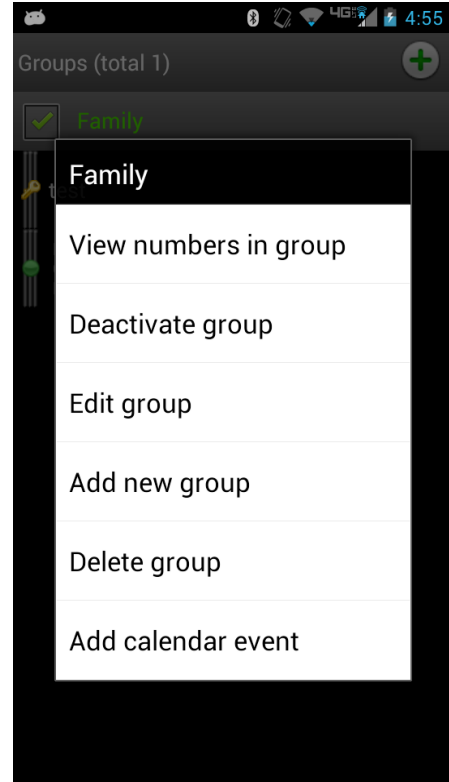 4G 4:55
Groups (total 1)
Family
Family
View numbers in group
Deactivate group
Edit group
Add new group
Delete group
Add calendar event